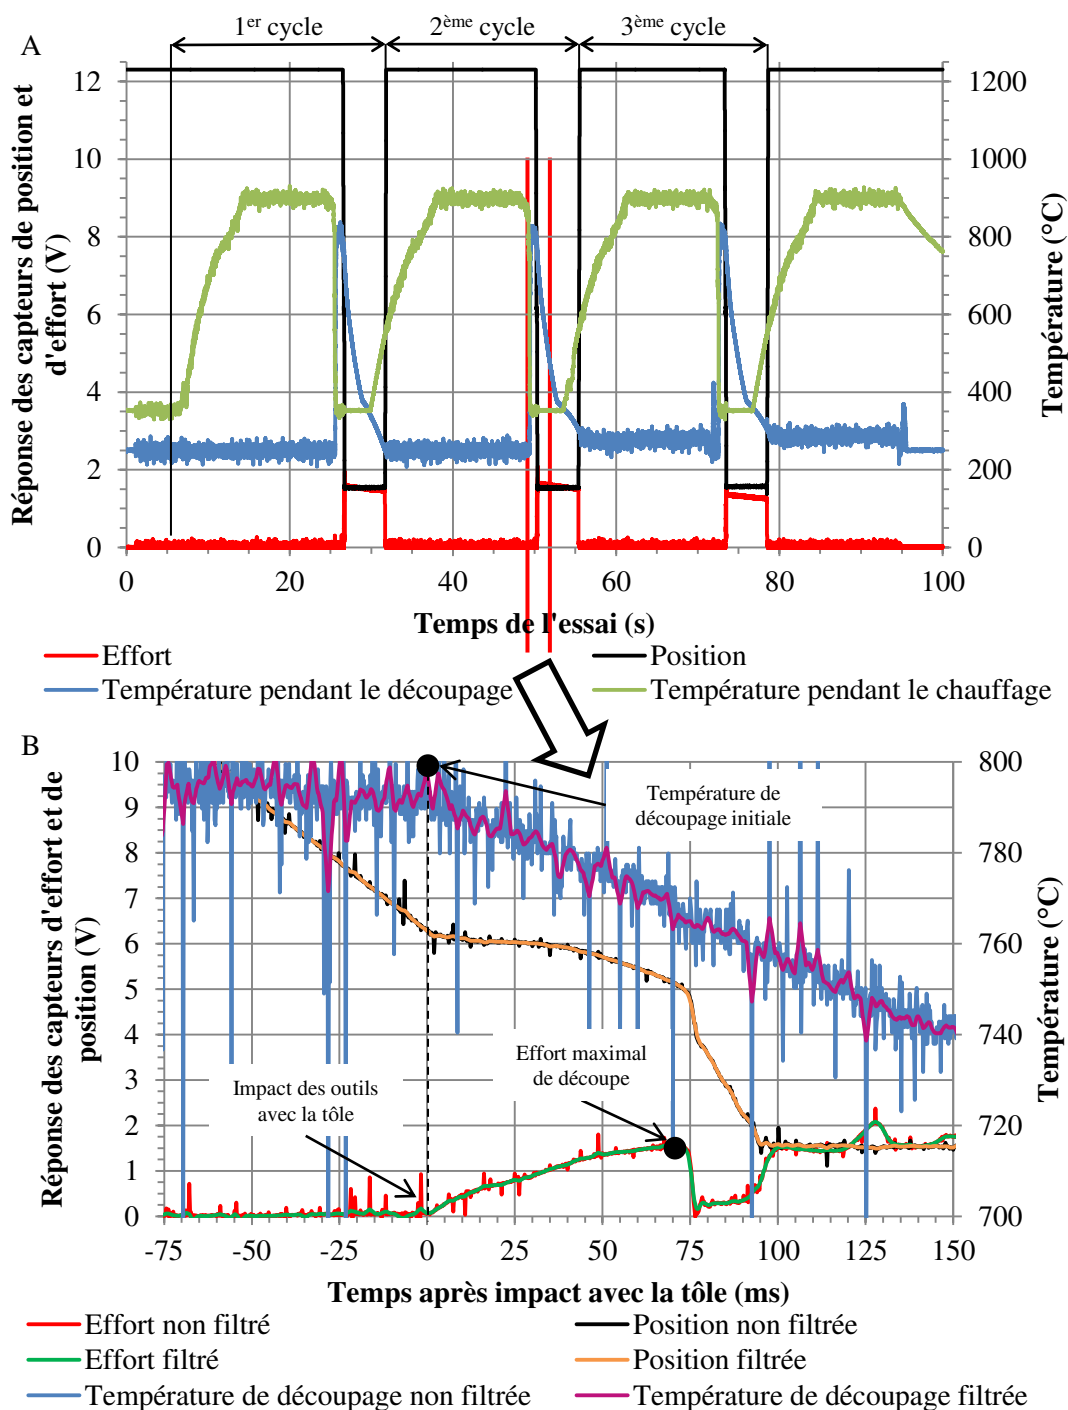 A
1er cycle
2ème cycle
3ème cycle
Réponse des capteurs de position et
d'effort (V)
12
10
8
6
4
2
0
1200
1000
800
600
400
200
0
Température (°C)
0
20
40
60
80
100
Temps de l'essai (s)
Effort
Position
Température pendant le découpage
Température pendant le chauffage
B
Réponse des capteurs d'effort et de
position (V)
10
9
8
7
6
5
4
3
2
1
0
800
780
760
740
720
700
Température (°C)
Température de
découpage initiale
Effort maximal
de découpe
Impact des outils
avec la tôle
-75
-50
-25
0
25
50
75
100
125
150
Temps après impact avec la tôle (ms)
Effort non filtré
Position non filtrée
Effort filtré
Position filtrée
Température de découpage non filtrée
Température de découpage filtrée